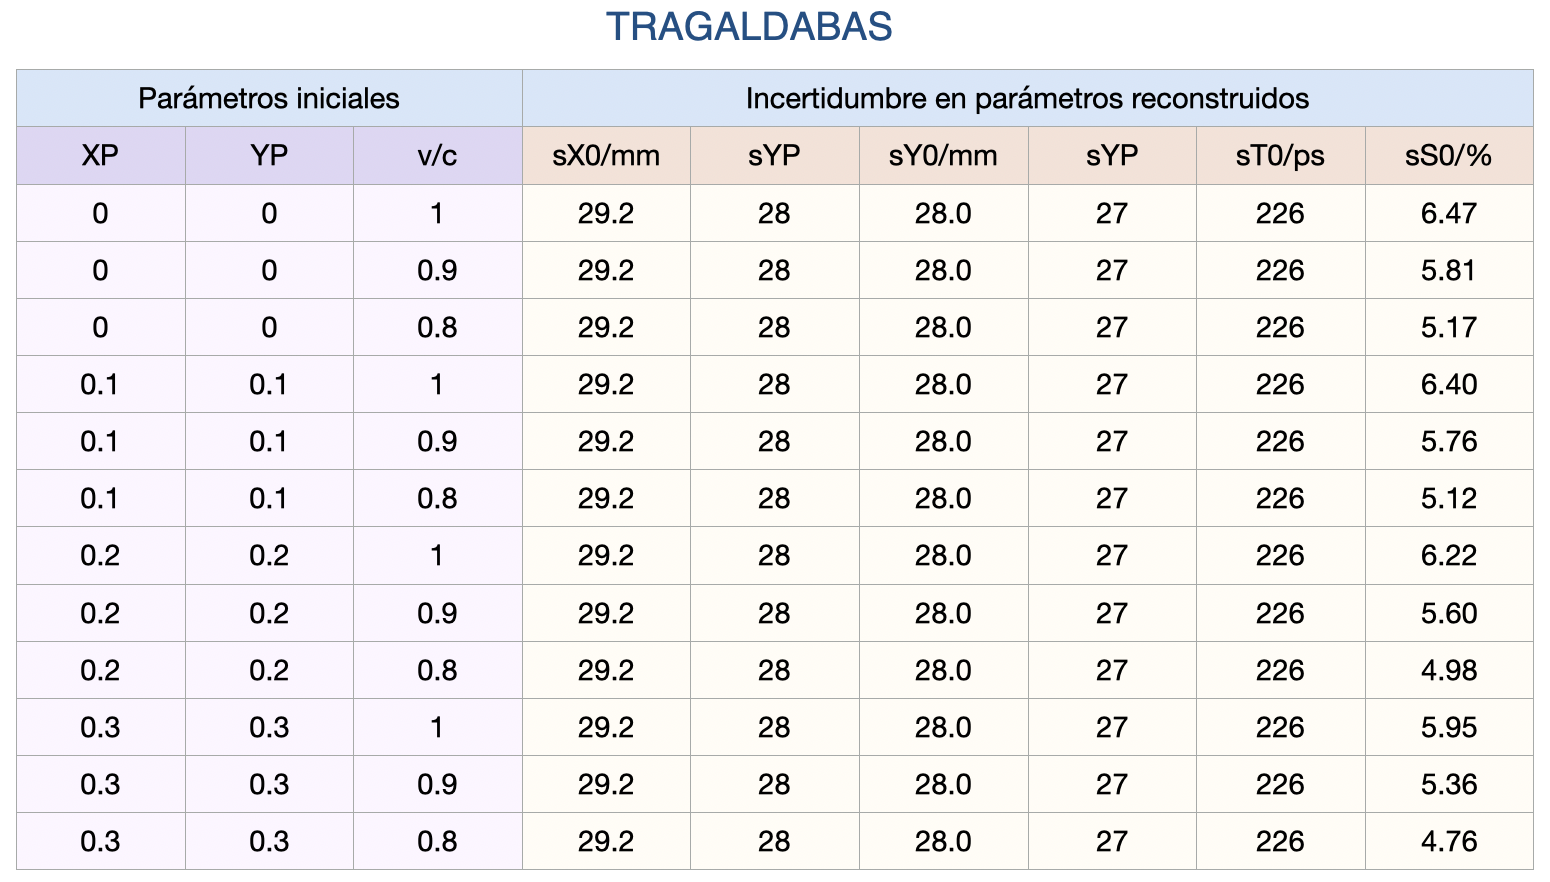 TRAGALDABAS
Parámetros iniciales Incertidumbre en parámetros reconstruidos
XP YP v/c sX0/mm sYP sY0/mm sYP sT0/ps sS0/%
0 0 1 29.2 28 28.0 27 226 6.47
0 0 0.9 29.2 28 28.0 27 226 5.81
0 0 0.8 29.2 28 28.0 27 226 5.17
0.1 0.1 1 29.2 28 28.0 27 226 6.40
0.1 0.1 0.9 29.2 28 28.0 27 226 5.76
0.1 0.1 0.8 29.2 28 28.0 27 226 5.12
0.2 0.2 1 29.2 28 28.0 27 226 6.22
0.2 0.2 0.9 29.2 28 28.0 27 226 5.60
0.2 0.2 0.8 29.2 28 28.0 27 226 4.98
0.3 0.3 1 29.2 28 28.0 27 226 5.95
0.3 0.3 0.9 29.2 28 28.0 27 226 5.36
0.3 0.3 0.8 29.2 28 28.0 27 226 4.76